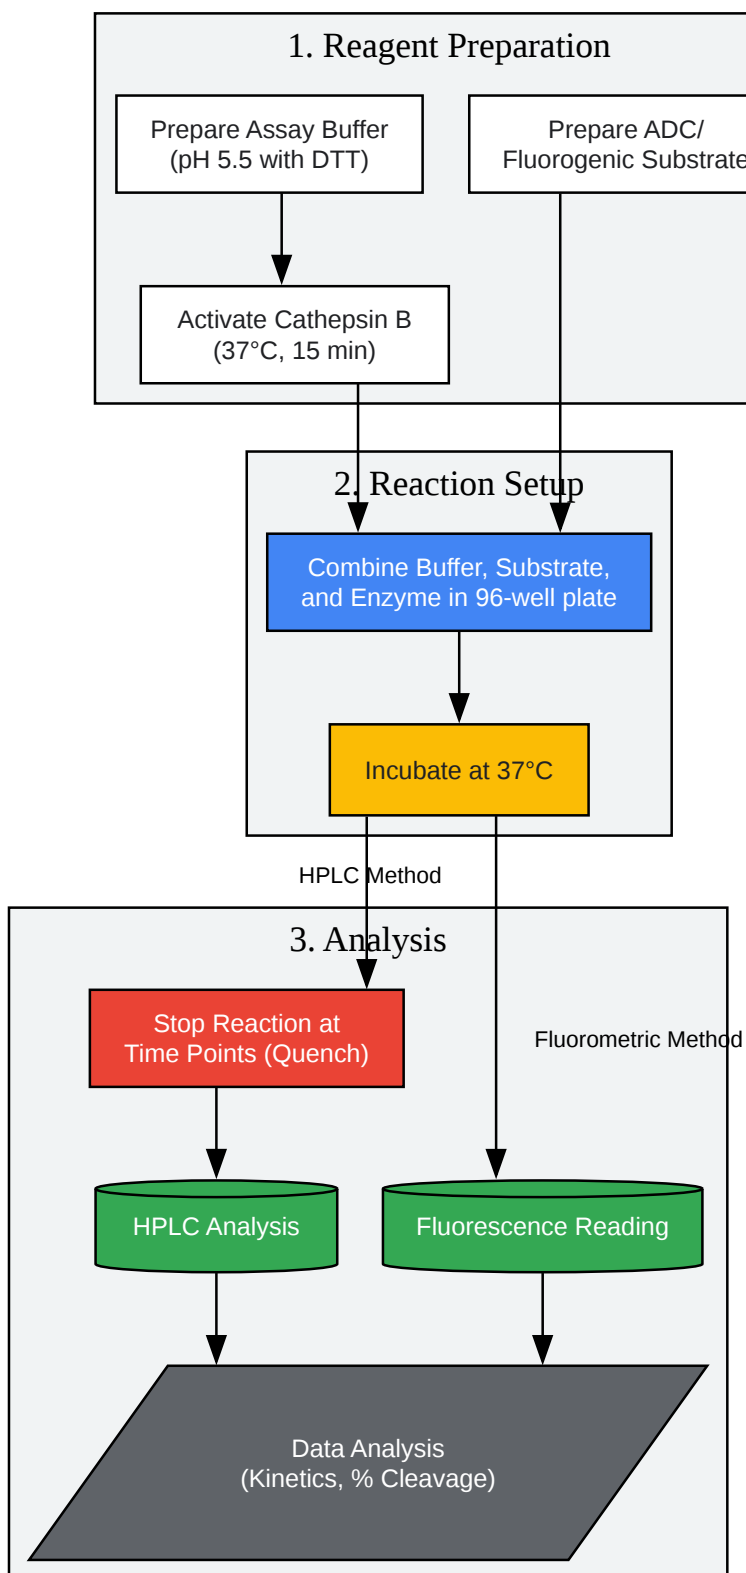 1. Reagent Preparation
Prepare Assay Buffer
(pH 5.5 with DTT)
Prepare ADC/
Fluorogenic Substrate
Activate Cathepsin B
(37°C, 15 min)
2. Reaction Setup
Combine Buffer, Substrate,
and Enzyme in 96-well plate
Incubate at 37°C
HPLC Method
3. Analysis
Stop Reaction at
Time Points (Quench)
Fluorometric Method
HPLC Analysis
Fluorescence Reading
Data Analysis
(Kinetics, % Cleavage)